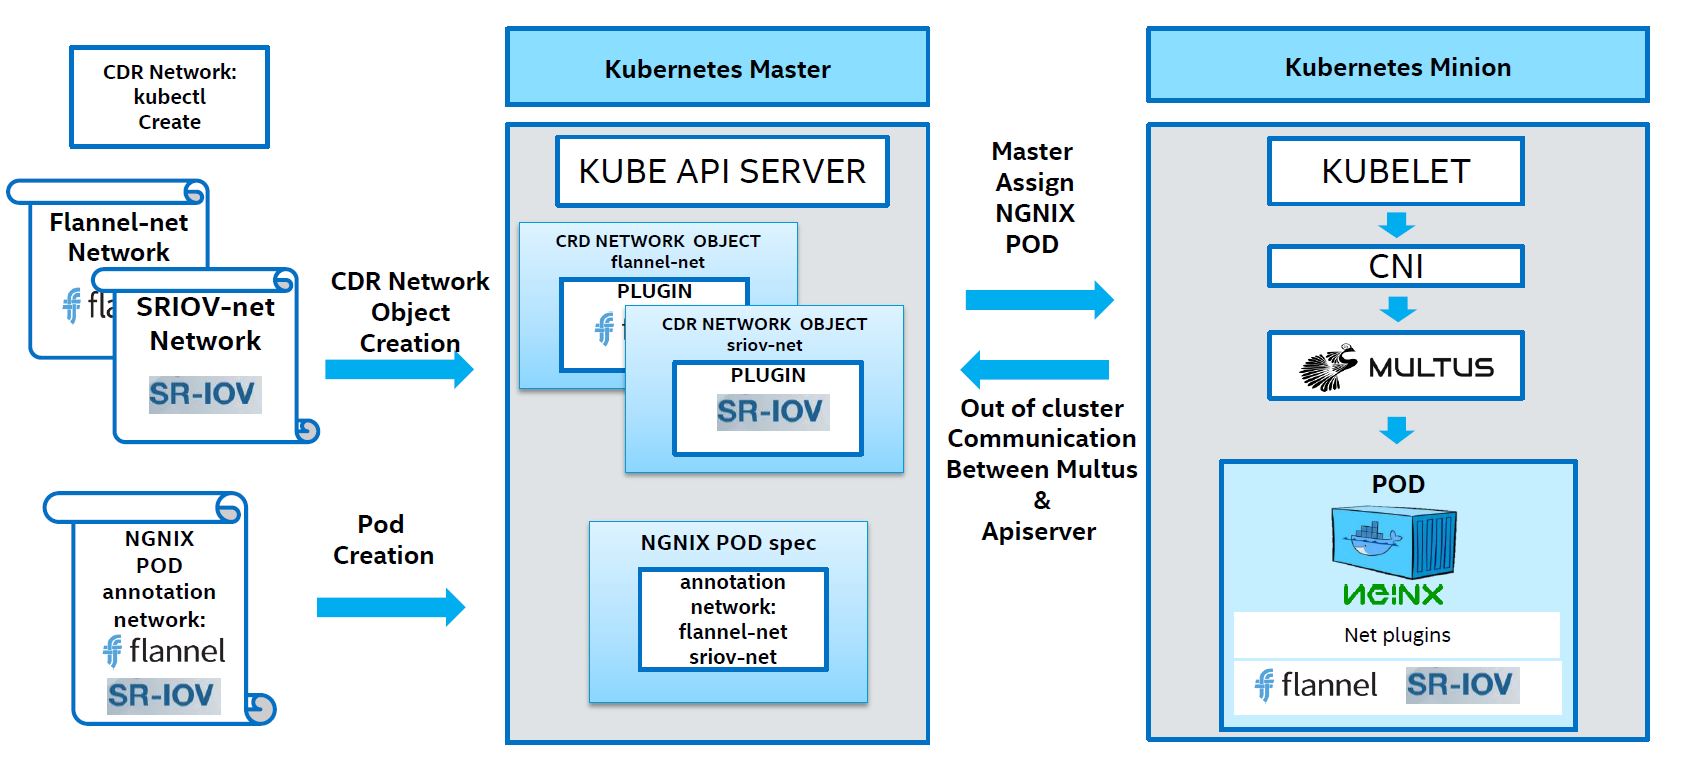 CDR Network:
kubectl
Create
Flannel-net
Network
fla
SRIOV-net
Network
SR-IOV
NGNIX
POD
annotation
network:
flannel
SR-IOV
CDR Network
Object
Creation
Pod
Creation
Kubernetes Master
KUBE API SERVER
CRD NETWORK OBJECT
flannel-net
PLUGIN
CDR NETWORK OBJECT
sriov-net
PLUGIN
SR-IOV
NGNIX POD spec
annotation
network:
flannel-net
sriov-net
Master
Assign
NGNIX
POD
Out of cluster
Communication
Between Multus
&
Apiserver
Kubernetes Minion
KUBELET
CNI
MULTUS
POD
NGINX
Net plugins
flannel
SR-IOV